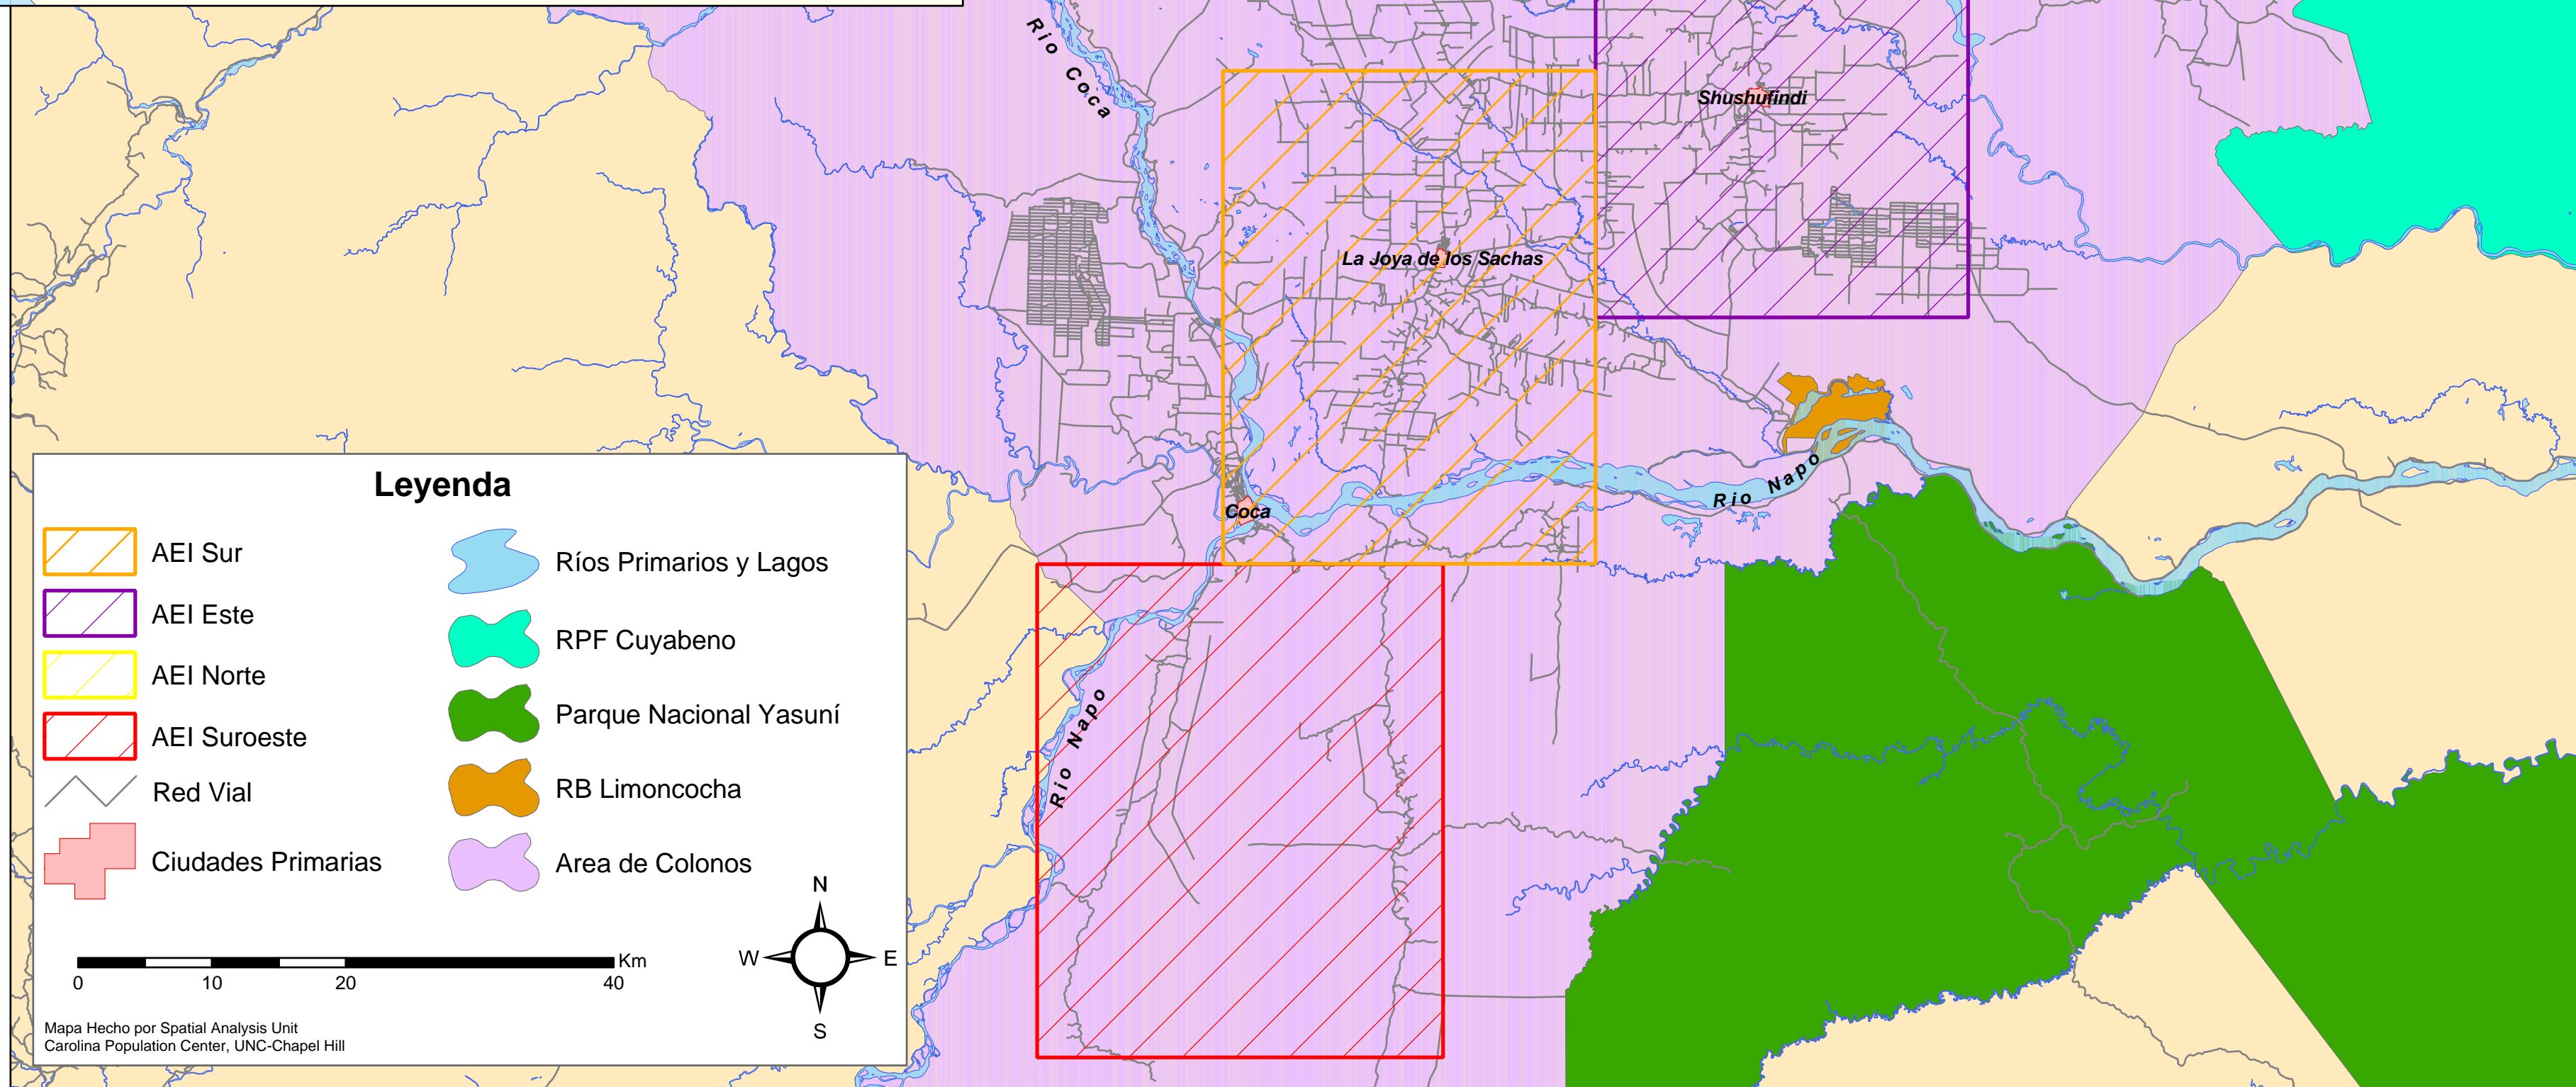 Rio Coca
Shushufindi
La Joya de los Sachas
Rio Napo
Coca
Rio Napo
Leyenda
AEI Sur
AEI Este
AEI Norte
AEI Suroeste
Red Vial
Ciudades Primarias
Ríos Primarios y Lagos
RPF Cuyabeno
Parque Nacional Yasuní
RB Limoncocha
Area de Colonos
N
W
E
S
Km
0 10 20 40
Mapa Hecho por Spatial Analysis Unit
Carolina Population Center, UNC-Chapel Hill